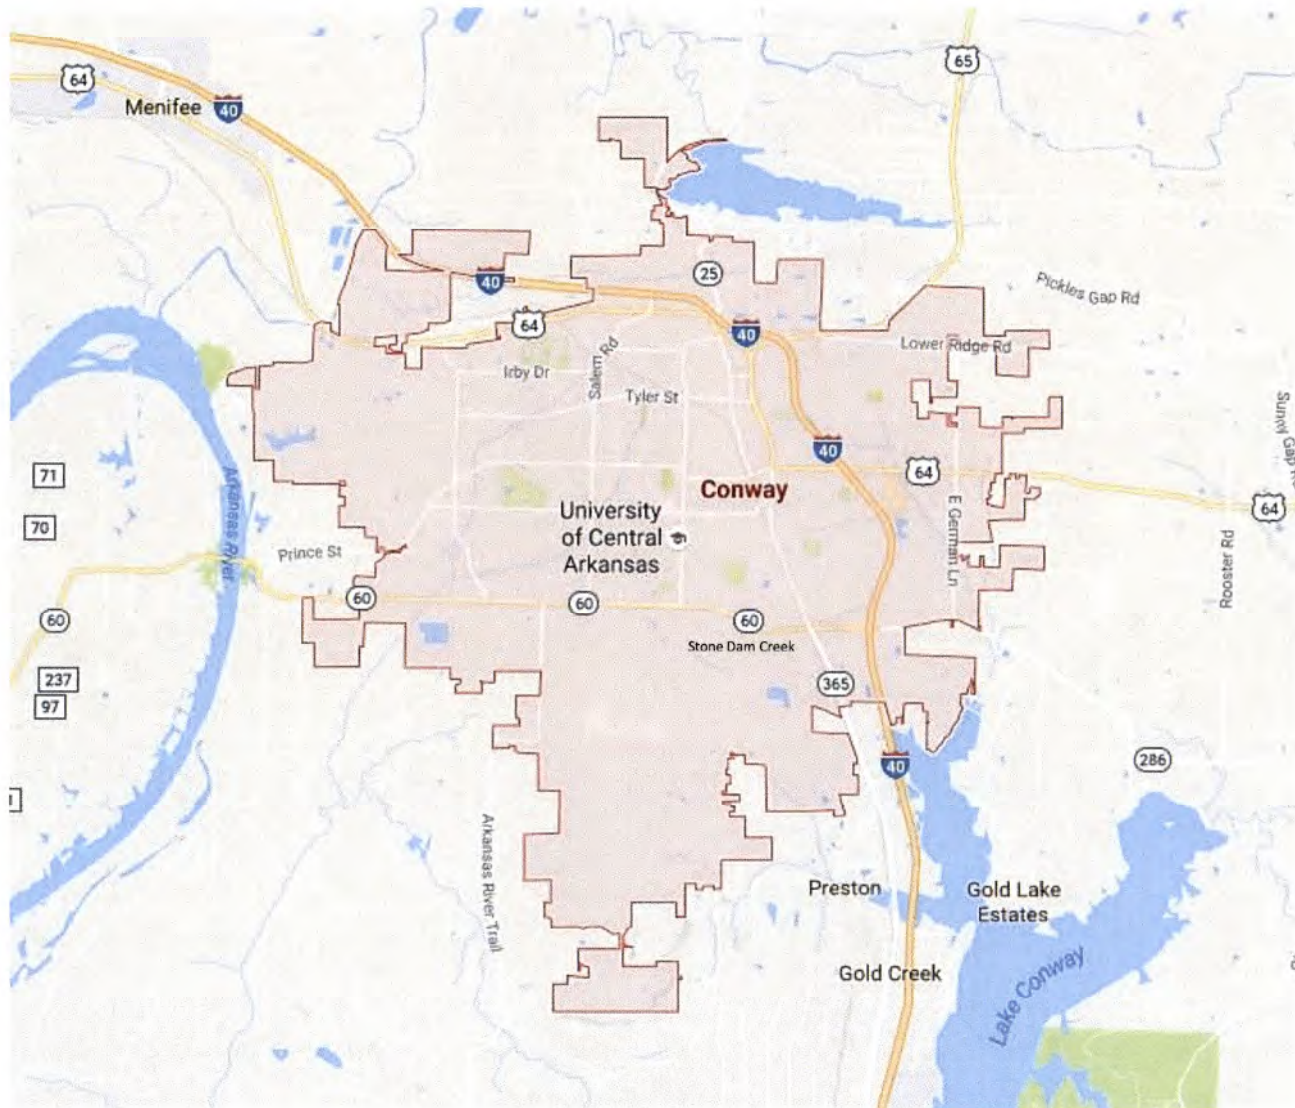 65
64
Menifee
40
25
40
Pickles Gap Rd
64
40
Lower Ridge Rd
Irby Dr
Salem Rd
Tyler St
40
71
64
Conway
Arkansas River
University
of Central
Arkansas
E German Ln
64
70
Prince St
Rooster Rd
60
60
60
60
Stone Dam Creek
237
365
97
40
286
Arkansas River Trail
Preston
Gold Lake
Estates
Gold Creek
Lake Conway